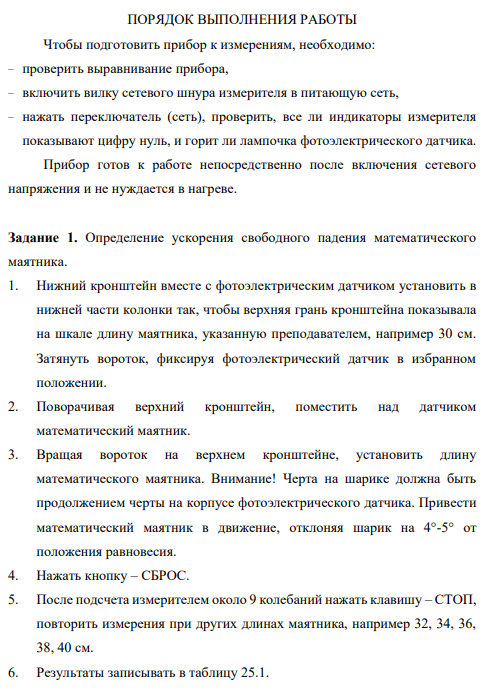 ПОРЯДОК ВЫПОЛНЕНИЯ РАБОТЫ
Чтобы подготовить прибор к измерениям, необходимо:
− проверить выравнивание прибора,
− включить вилку сетевого шнура измерителя в питающую сеть,
− нажать переключатель (сеть), проверить, все ли индикаторы измерителя
показывают цифру нуль, и горит ли лампочка фотоэлектрического датчика.
Прибор готов к работе непосредственно после включения сетевого
напряжения и не нуждается в нагреве.
Задание 1. Определение ускорения свободного падения математического
маятника.
1. Нижний кронштейн вместе с фотоэлектрическим датчиком установить в
нижней части колонки так, чтобы верхняя грань кронштейна показывала
на шкале длину маятника, указанную преподавателем, например 30 см.
Затянуть вороток, фиксируя фотоэлектрический датчик в избранном
положении.
2. Поворачивая верхний кронштейн, поместить над датчиком
математический маятник.
3. Вращая вороток на верхнем кронштейне, установить длину
математического маятника. Внимание! Черта на шарике должна быть
продолжением черты на корпусе фотоэлектрического датчика. Привести
математический маятник в движение, отклоняя шарик на 4°-5° от
положения равновесия.
4. Нажать кнопку – СБРОС.
5. После подсчета измерителем около 9 колебаний нажать клавишу – СТОП,
повторить измерения при других длинах маятника, например 32, 34, 36,
38, 40 см.
6. Результаты записывать в таблицу 25.1.